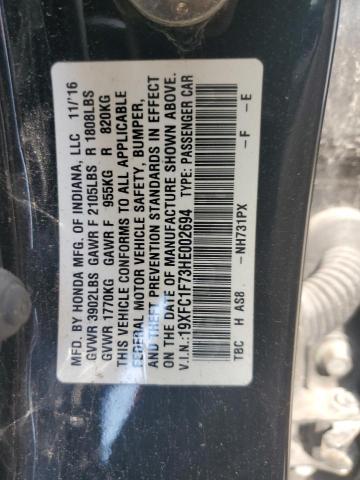 MFD. BY HONDA MFG. OF INDIANA, LLC 11/16
GVWR 3902LBS GAWR F 2105LBS R 1808LBS
GVWR 1770KG GAWR F 955KG R 820KG
THIS VEHICLE CONFORMS TO ALL APPLICABLE
FEDERAL MOTOR VEHICLE SAFETY, BUMPER,
AND THEFT PREVENTION STANDARDS IN EFFECT
ON THE DATE OF MANUFACTURE SHOWN ABOVE.
V.I.N.: 19XFC1F73HE002694 TYPE: PASSENGER CAR
TBC H AS8 -NH731PX -F -E